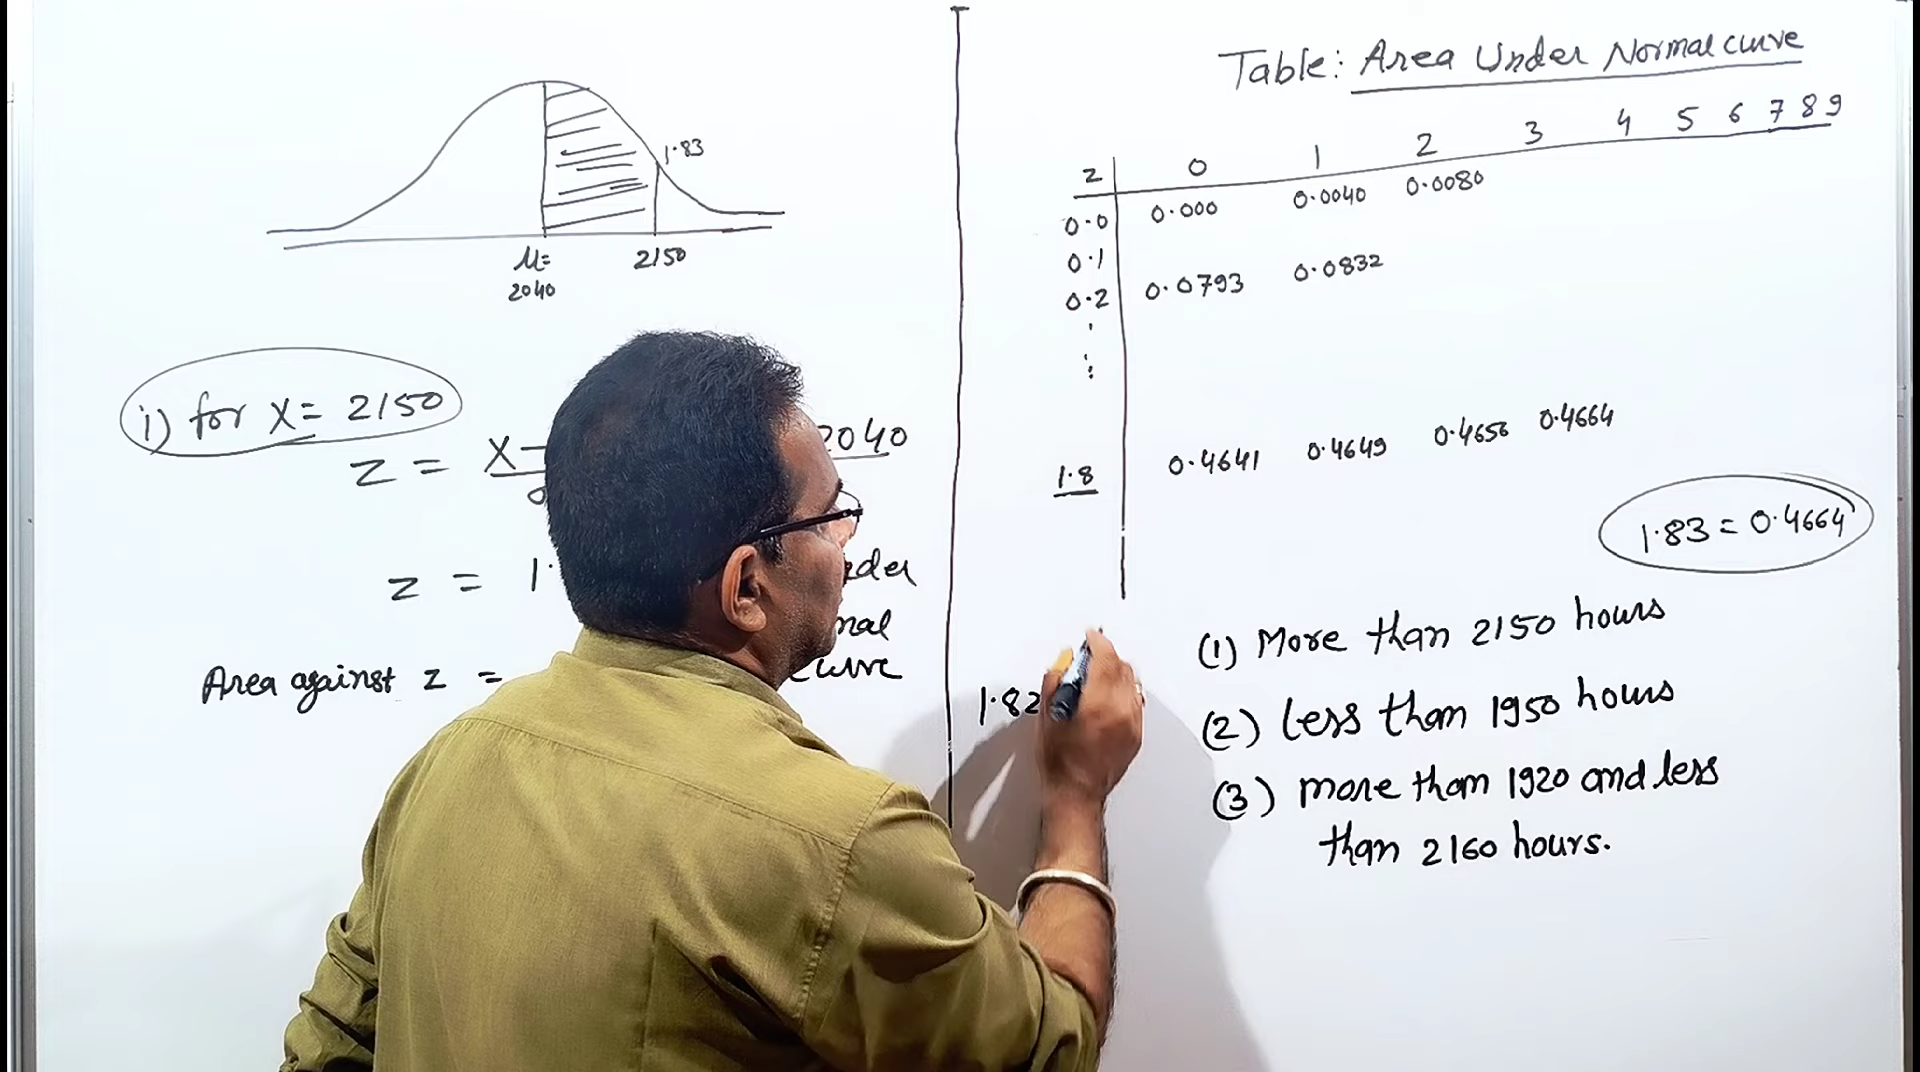 1.83
μ=
2040
2150
i) for X = 2150
Z = X-
2040
Z = 1.
Area against Z =
curve
Table: Area Under Normal curve
Z 0 1 2 3 4 5 6 7 8 9
0.0 0.000 0.0040 0.0080
0.1
0.2 0.0793 0.0832
1.8 0.4641 0.4649 0.4656 0.4664
1.83 = 0.4664
1.82
(1) More than 2150 hours
(2) Less than 1950 hours
(3) more than 1920 and less
than 2160 hours.